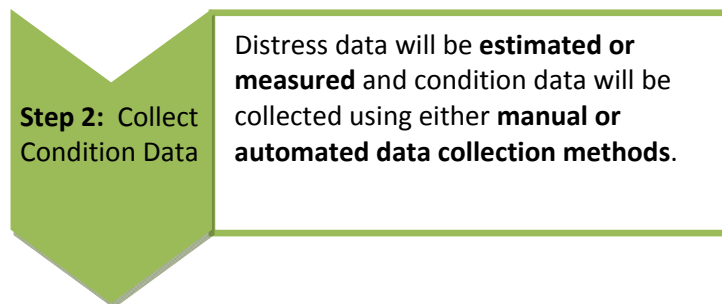 Step 2: Collect
Condition Data
Distress data will be estimated or
measured and condition data will be
collected using either manual or
automated data collection methods.